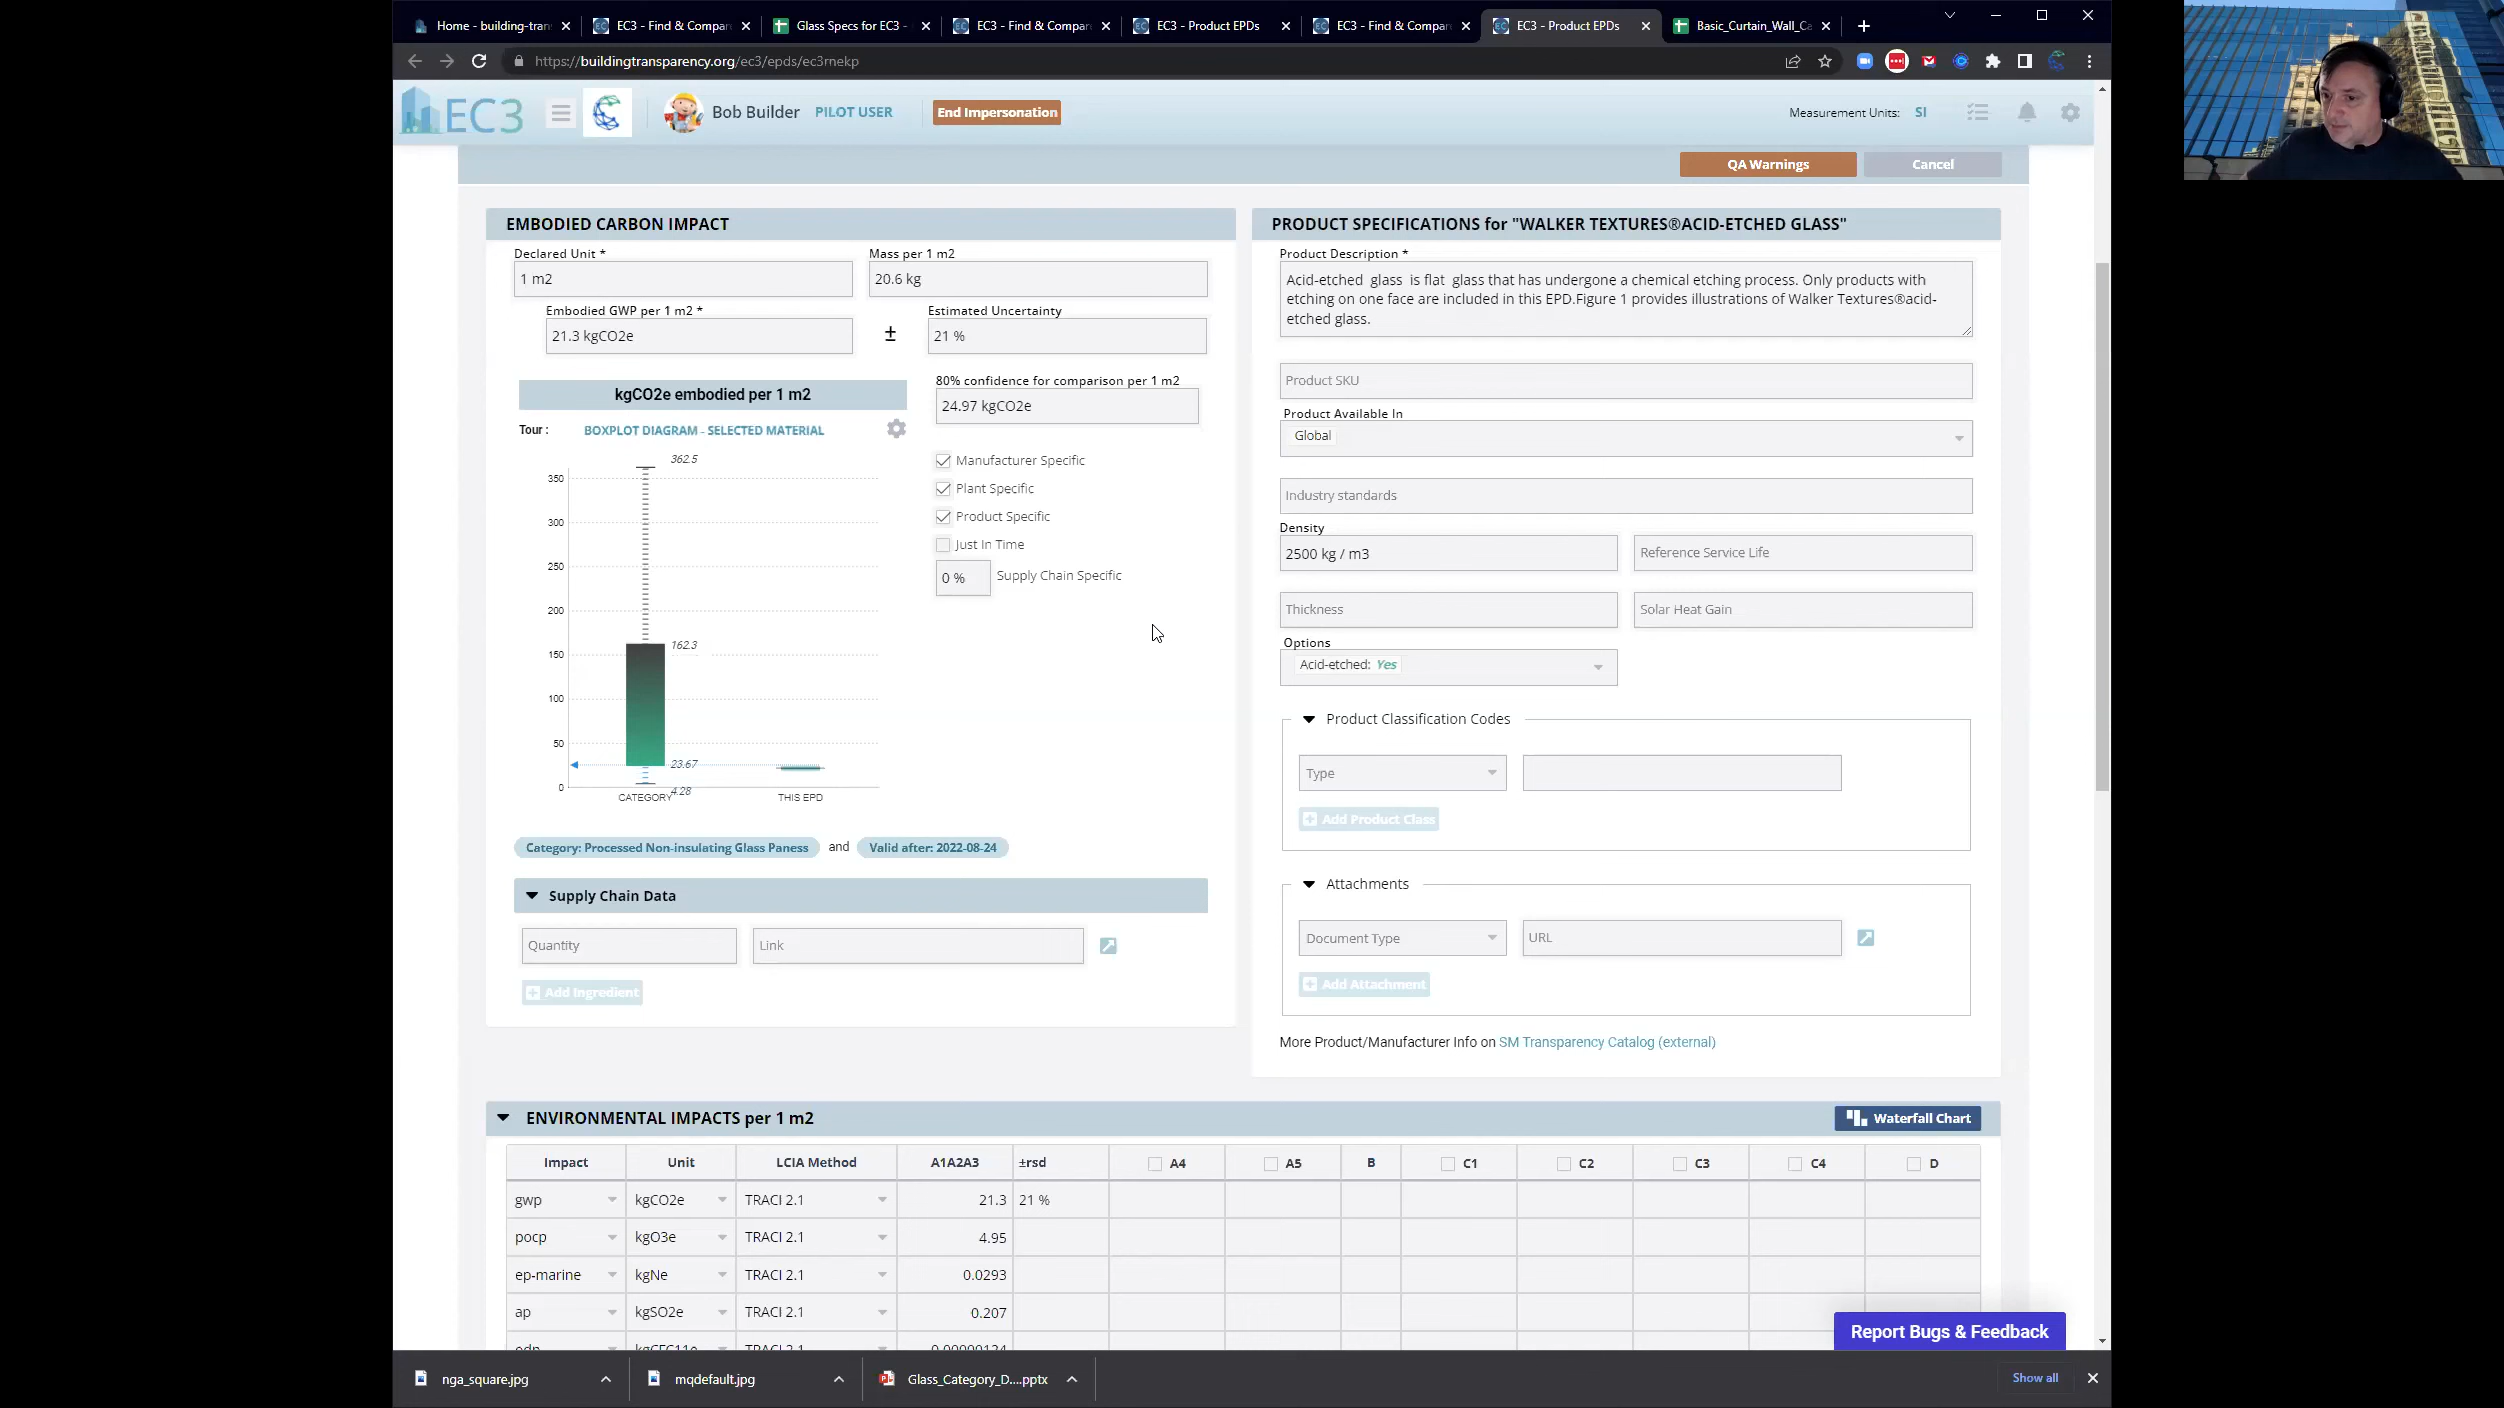 Home - building-tran
EC3 - Find & Compar
Glass Specs for EC3 -
EC3 - Find & Compar
EC3 - Product EPDs
EC3 - Find & Compar
EC3 - Product EPDs
Basic_Curtain_Wall_Ca
https://buildingtransparency.org/ec3/epds/ec3rnekp
EC3
Bob Builder PILOT USER
End Impersonation
Measurement Units: SI
QA Warnings
Cancel
EMBODIED CARBON IMPACT
Declared Unit *
1 m2
Mass per 1 m2
20.6 kg
Embodied GWP per 1 m2 *
21.3 kgCO2e
±
Estimated Uncertainty
21 %
kgCO2e embodied per 1 m2
80% confidence for comparison per 1 m2
24.97 kgCO2e
Tour : BOXPLOT DIAGRAM - SELECTED MATERIAL
362.5
350
300
250
200
162.3
150
100
50
23.67
0
4.28
CATEGORY
THIS EPD
Manufacturer Specific
Plant Specific
Product Specific
Just In Time
0 % Supply Chain Specific
Category: Processed Non-insulating Glass Paness and Valid after: 2022-08-24
Supply Chain Data
Quantity
Link
Add Ingredient
PRODUCT SPECIFICATIONS for "WALKER TEXTURES®ACID-ETCHED GLASS"
Product Description *
Acid-etched glass is flat glass that has undergone a chemical etching process. Only products with
etching on one face are included in this EPD.Figure 1 provides illustrations of Walker Textures®acid-
etched glass.
Product SKU
Product Available In
Global
Industry standards
Density
2500 kg / m3
Reference Service Life
Thickness
Solar Heat Gain
Options
Acid-etched: Yes
Product Classification Codes
Type
Add Product Class
Attachments
Document Type
URL
Add Attachment
More Product/Manufacturer Info on SM Transparency Catalog (external)
ENVIRONMENTAL IMPACTS per 1 m2
Waterfall Chart
Impact Unit LCIA Method A1A2A3 ±rsd A4 A5 B C1 C2 C3 C4 D
gwp kgCO2e TRACI 2.1 21.3 21 %
pocp kgO3e TRACI 2.1 4.95
ep-marine kgNe TRACI 2.1 0.0293
ap kgSO2e TRACI 2.1 0.207
Report Bugs & Feedback
nga_square.jpg
mqdefault.jpg
Glass_Category_D....pptx
Show all